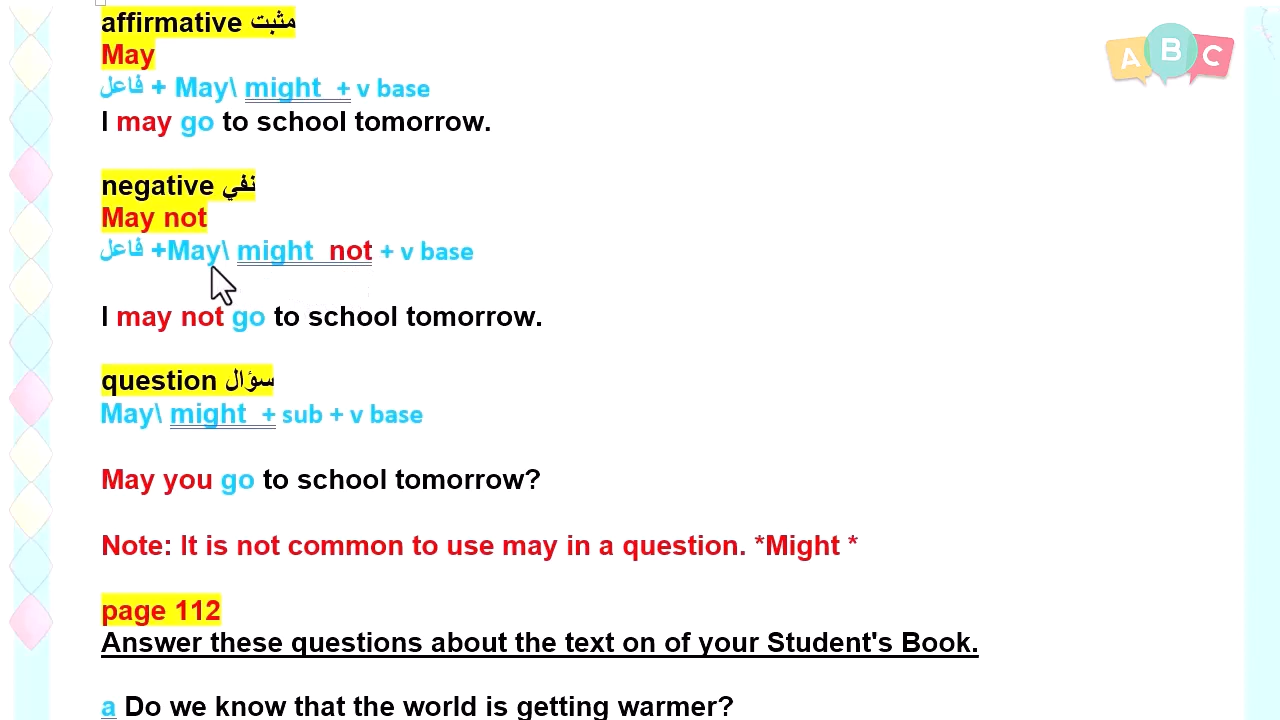 affirmative مثبت
May
فاعل + May\ might + v base
I may go to school tomorrow.
negative نفي
May not
فاعل +May\ might not + v base
I may not go to school tomorrow.
question سؤال
May\ might + sub + v base
May you go to school tomorrow?
Note: It is not common to use may in a question. *Might *
page 112
Answer these questions about the text on of your Student's Book.
a Do we know that the world is getting warmer?
A B C